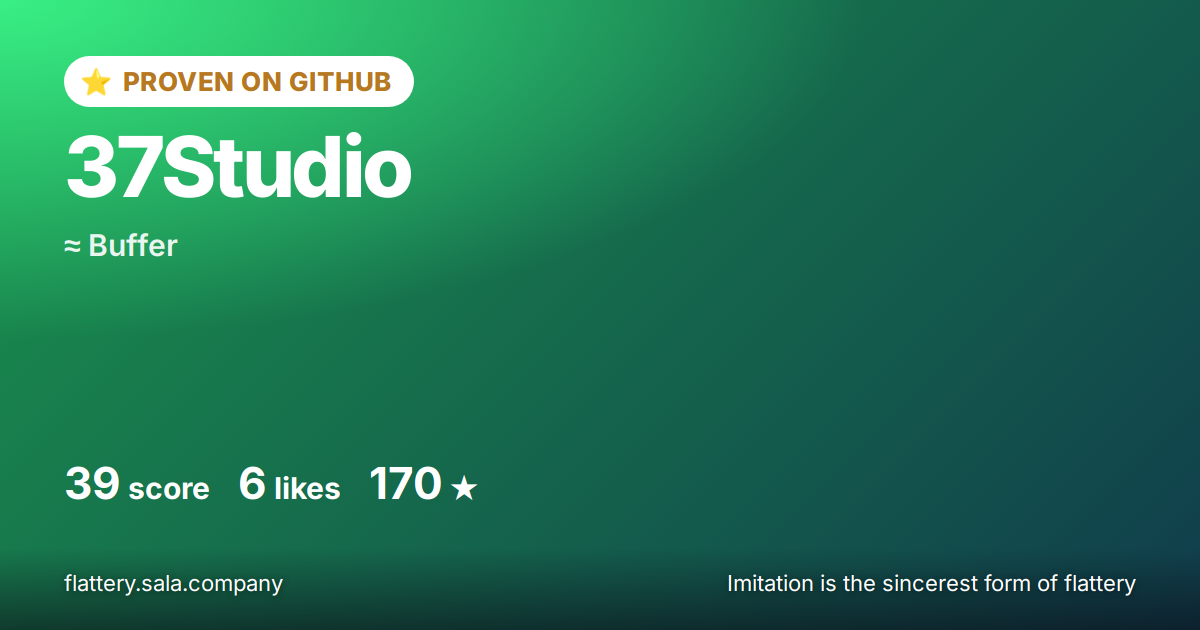 ⭐ PROVEN ON GITHUB
37Studio
≈ Buffer
39 score 6 likes 170 ★
flattery.sala.company
Imitation is the sincerest form of flattery